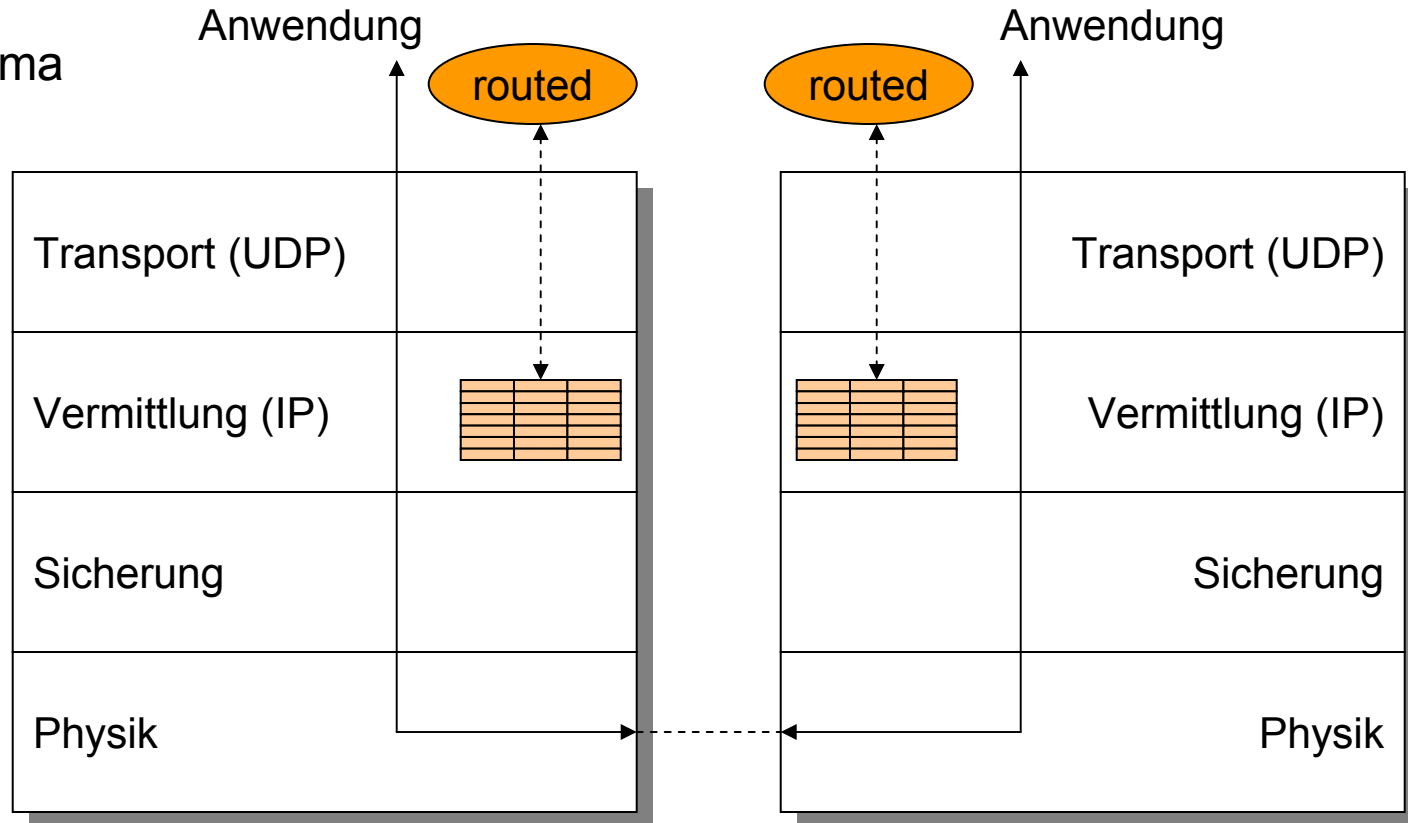 Anwendung
Anwendung
ma
routed
routed
Transport (UDP)
Transport (UDP)
Vermittlung (IP)
Vermittlung (IP)
Sicherung
Sicherung
Physik
Physik